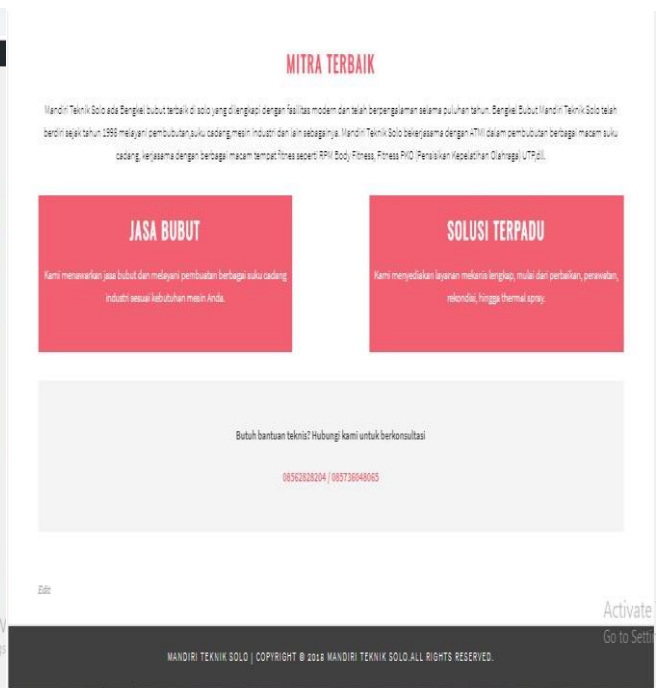 MITRA TERBAIK
Mandiri Teknik Solo ada Bengkel bubut terbaik di solo yang dilengkapi dengan fasilitas modern dan telah berpengalaman selama puluhan tahun. Bengkel Bubut Mandiri Teknik Solo telah
berdiri sejak tahun 1998 melayani pembubutan,suku cadang,mesin industri dan lain sebagainya. Mandiri Teknik Solo bekerjasama dengan ATMI dalam pembubutan berbagai macam suku
cadang, kerjasama dengan berbagai macam tempat fitnes seperti RPM Body Fitness, Fitness PKO (Pensisikan Kepelatihan Olahraga) UTP,dll.
JASA BUBUT
Kami menawarkan jasa bubut dan melayani pembuatan berbagai suku cadang
industri sesuai kebutuhan mesin Anda.
SOLUSI TERPADU
Kami menyediakan layanan mekanis lengkap, mulai dari perbaikan, perawatan,
rekondisi, hingga thermal spray.
Butuh bantuan teknis? Hubungi kami untuk berkonsultasi
08562828204 / 085736048065
Edit
Activate
Go to Setti
MANDIRI TEKNIK SOLO | COPYRIGHT © 2018 MANDIRI TEKNIK SOLO.ALL RIGHTS RESERVED.